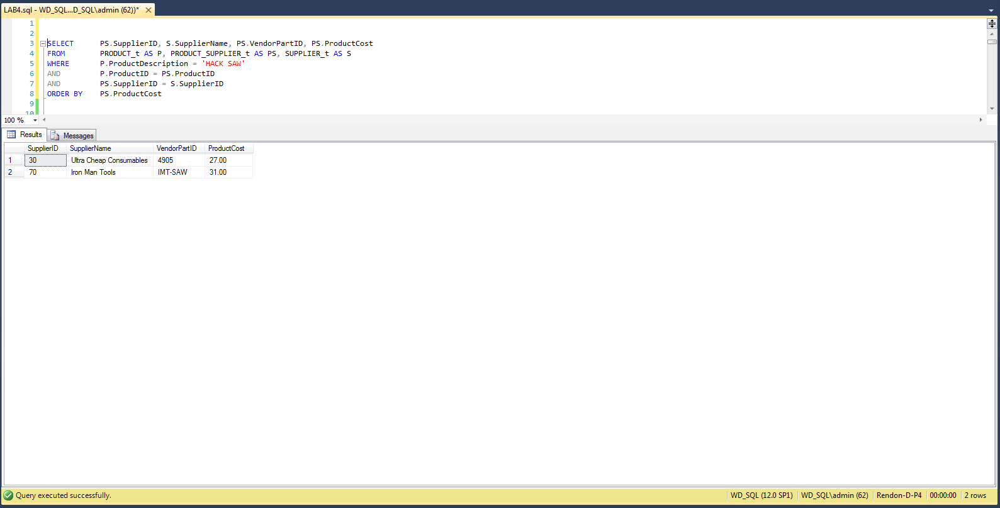 LAB4.sql - WD_SQL...D_SQL\admin (62))*
1
2
3 SELECT PS.SupplierID, S.SupplierName, PS.VendorPartID, PS.ProductCost
4 FROM PRODUCT_t AS P, PRODUCT_SUPPLIER_t AS PS, SUPPLIER_t AS S
5 WHERE P.ProductDescription = 'HACK SAW'
6 AND P.ProductID = PS.ProductID
7 AND PS.SupplierID = S.SupplierID
8 ORDER BY PS.ProductCost
9
10
100 %
Results Messages
SupplierID SupplierName VendorPartID ProductCost
1 30 Ultra Cheap Consumables 4905 27.00
2 70 Iron Man Tools IMT-SAW 31.00
Query executed successfully. WD_SQL (12.0 SP1) WD_SQL\admin (62) Rendon-D-P4 00:00:00 2 rows